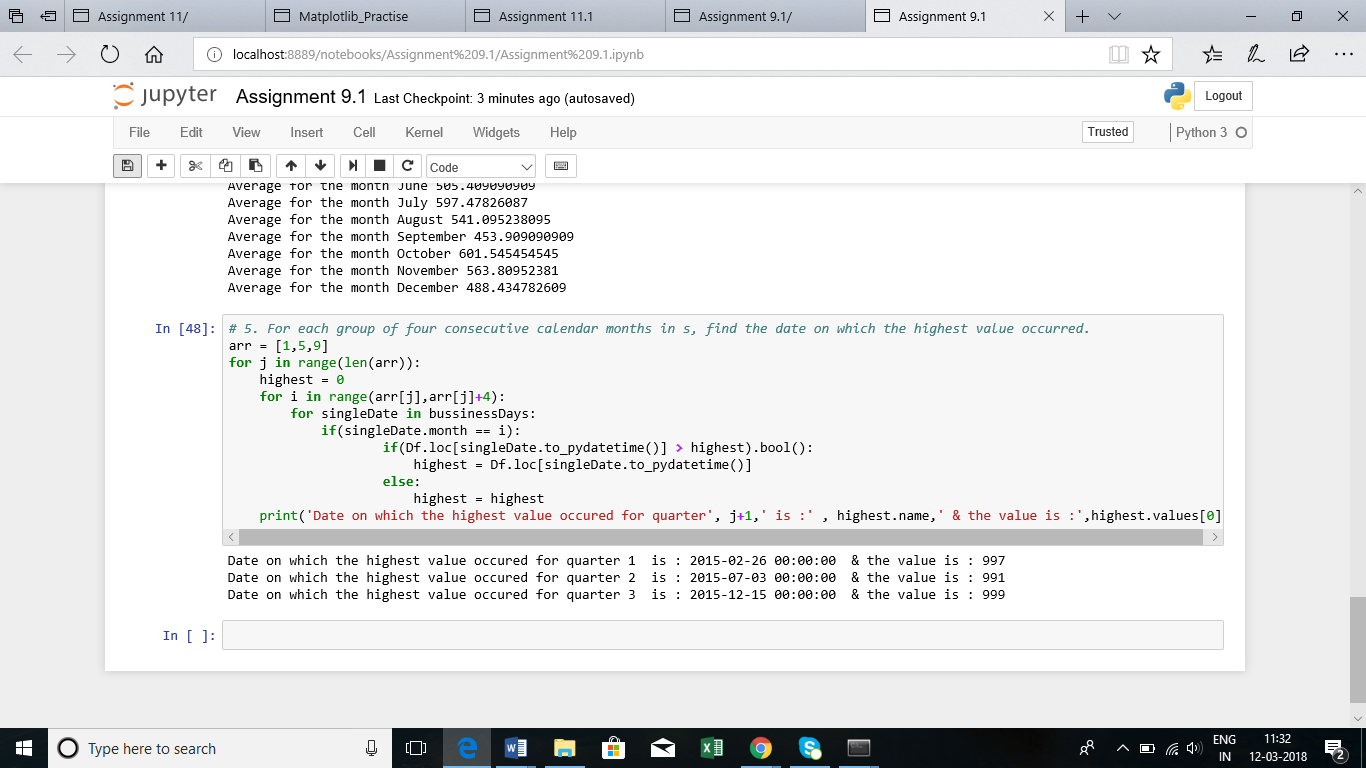 Assignment 11/ Matplotlib_Practise Assignment 11.1 Assignment 9.1/ Assignment 9.1
localhost:8889/notebooks/Assignment%209.1/Assignment%209.1.ipynb
jupyter Assignment 9.1 Last Checkpoint: 3 minutes ago (autosaved) Logout
File Edit View Insert Cell Kernel Widgets Help Trusted Python 3
Code
Average for the month June 505.409090909
Average for the month July 597.47826087
Average for the month August 541.095238095
Average for the month September 453.909090909
Average for the month October 601.545454545
Average for the month November 563.80952381
Average for the month December 488.434782609
In [48]: # 5. For each group of four consecutive calendar months in s, find the date on which the highest value occurred.
arr = [1,5,9]
for j in range(len(arr)):
    highest = 0
    for i in range(arr[j],arr[j]+4):
        for singleDate in bussinessDays:
            if(singleDate.month == i):
                    if(Df.loc[singleDate.to_pydatetime()] > highest).bool():
                        highest = Df.loc[singleDate.to_pydatetime()]
                    else:
                        highest = highest
    print('Date on which the highest value occured for quarter', j+1,' is :' , highest.name,' & the value is :',highest.values[0]
Date on which the highest value occured for quarter 1  is : 2015-02-26 00:00:00  & the value is : 997
Date on which the highest value occured for quarter 2  is : 2015-07-03 00:00:00  & the value is : 991
Date on which the highest value occured for quarter 3  is : 2015-12-15 00:00:00  & the value is : 999
In [ ]:
Type here to search
ENG 11:32
IN 12-03-2018 2